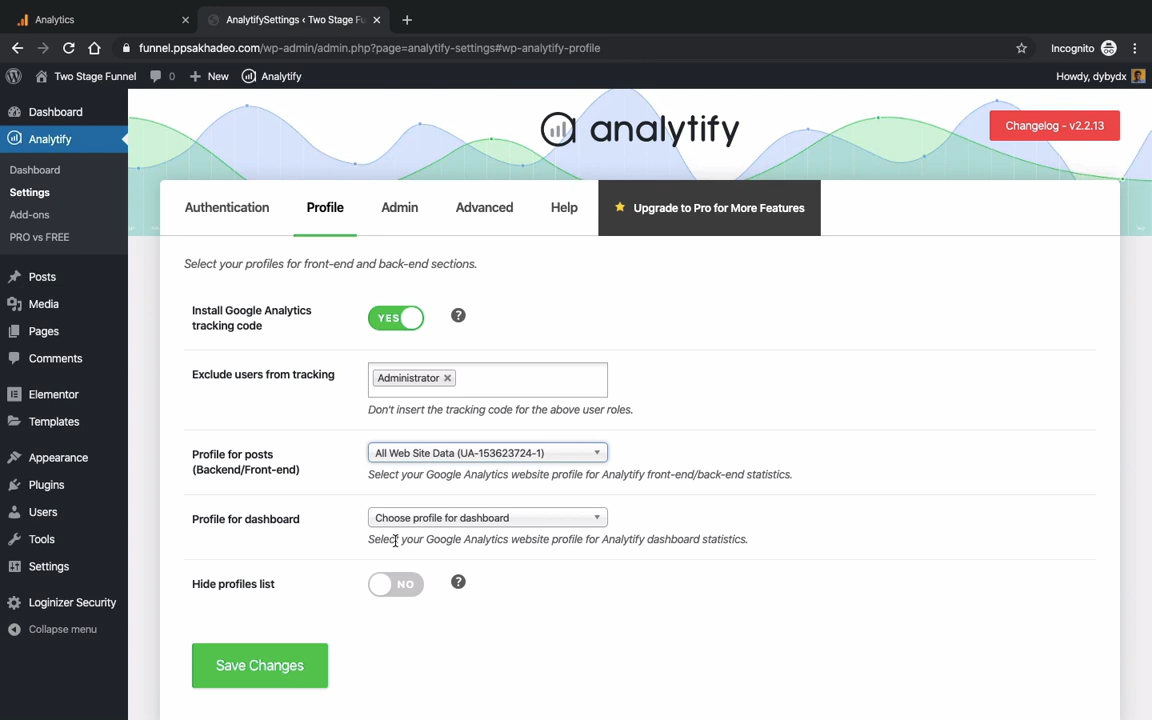 Analytics
AnalytifySettings ‹ Two Stage Fu
funnel.ppsakhadeo.com/wp-admin/admin.php?page=analytify-settings#wp-analytify-profile
Incognito
Two Stage Funnel
0
New
Analytify
Howdy, dybydx
Dashboard
Analytify
Dashboard
Settings
Add-ons
PRO vs FREE
Posts
Media
Pages
Comments
Elementor
Templates
Appearance
Plugins
Users
Tools
Settings
Loginizer Security
Collapse menu
analytify
Changelog - v2.2.13
Authentication
Profile
Admin
Advanced
Help
Upgrade to Pro for More Features
Select your profiles for front-end and back-end sections.
Install Google Analytics
tracking code
YES
?
Exclude users from tracking
Administrator
Don't insert the tracking code for the above user roles.
Profile for posts
(Backend/Front-end)
All Web Site Data (UA-153623724-1)
Select your Google Analytics website profile for Analytify front-end/back-end statistics.
Profile for dashboard
Choose profile for dashboard
Select your Google Analytics website profile for Analytify dashboard statistics.
Hide profiles list
NO
?
Save Changes